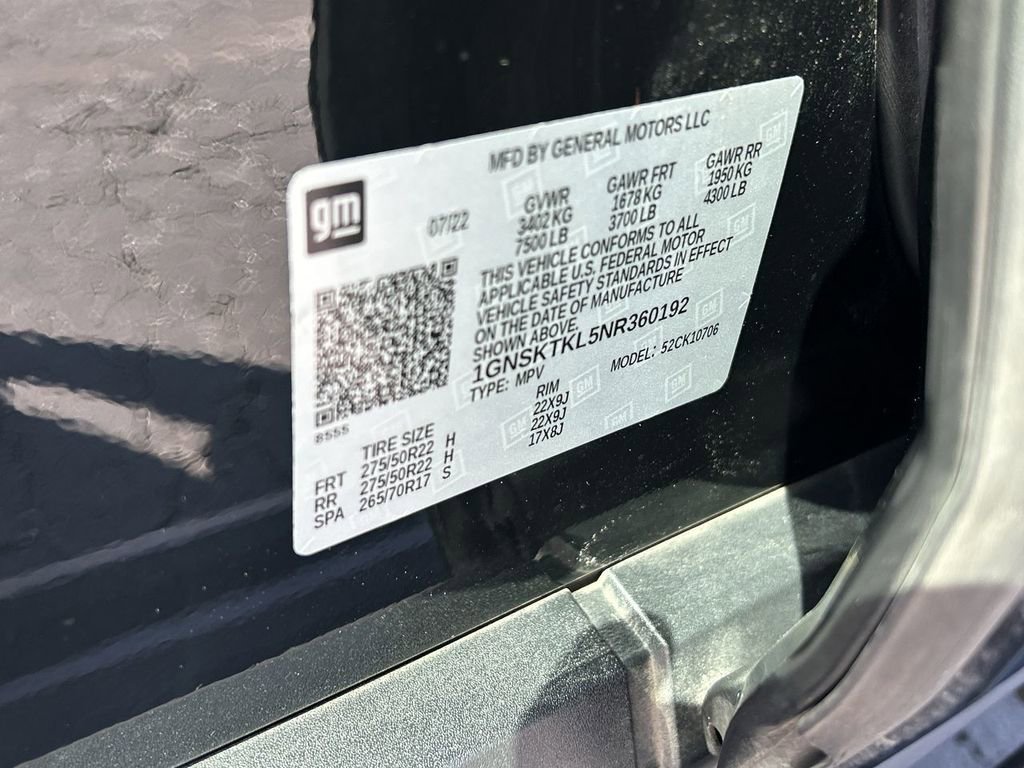 MFD BY GENERAL MOTORS LLC
gm
07/22
GVWR GAWR FRT GAWR RR
3402 KG 1678 KG 1950 KG
7500 LB 3700 LB 4300 LB
THIS VEHICLE CONFORMS TO ALL
APPLICABLE U.S. FEDERAL MOTOR
VEHICLE SAFETY STANDARDS IN EFFECT
ON THE DATE OF MANUFACTURE
SHOWN ABOVE.
1GNSKTKL5NR360192
TYPE: MPV MODEL: 52CK10706
8555
TIRE SIZE RIM
FRT 275/50R22 H 22X9J
RR 275/50R22 H 22X9J
SPA 265/70R17 S 17X8J